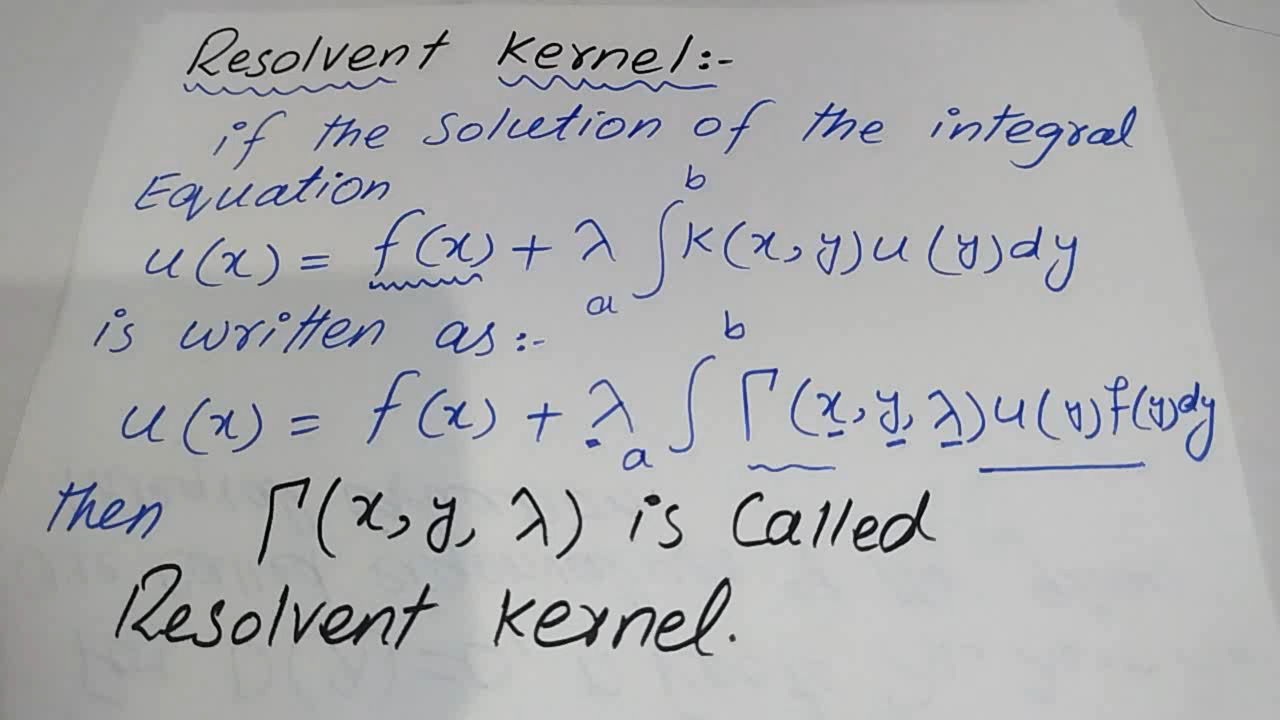 Resolvent Kernel:-
if the solution of the integral
Equation
u(x) = f(x) + λ ∫_a^b K(x, y) u(y) dy
is written as:-
u(x) = f(x) + λ ∫_a^b Γ(x, y, λ) u(y) f(y) dy
then Γ(x, y, λ) is Called
Resolvent Kernel.